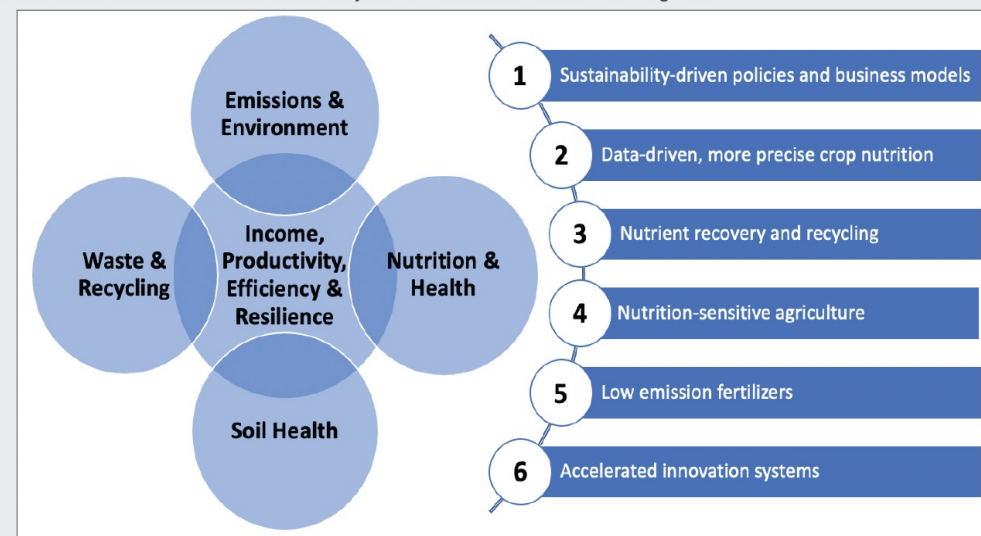 Emissions &
Environment
Waste &
Recycling
Income,
Productivity,
Efficiency &
Resilience
Nutrition &
Health
Soil Health
1 Sustainability-driven policies and business models
2 Data-driven, more precise crop nutrition
3 Nutrient recovery and recycling
4 Nutrition-sensitive agriculture
5 Low emission fertilizers
6 Accelerated innovation systems